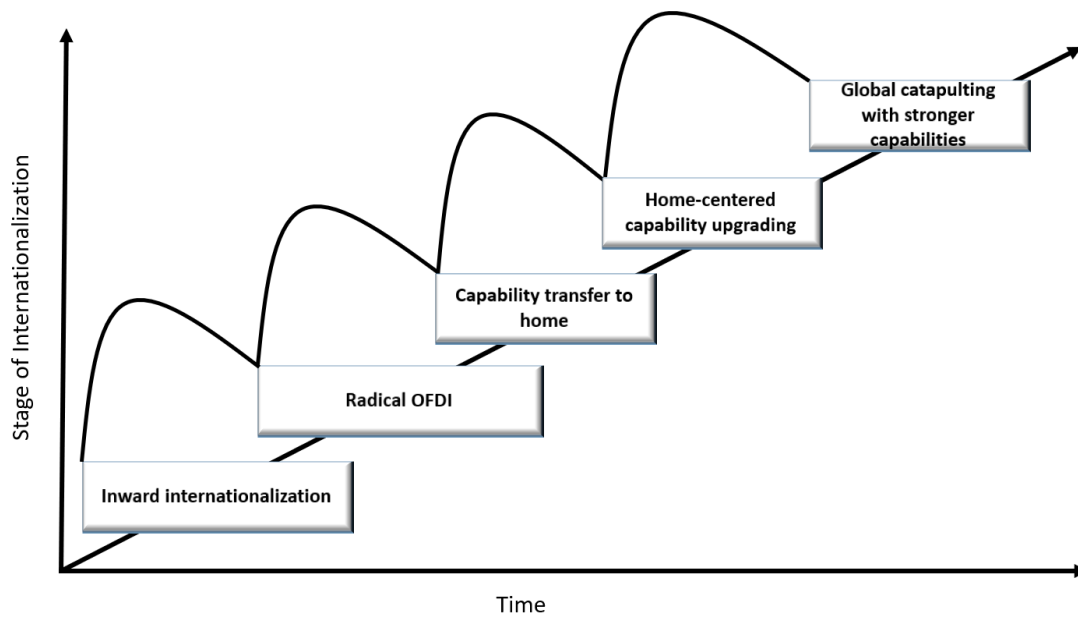 Global catapulting
with stronger
capabilities
Home-centered
capability upgrading
Capability transfer to
home
Radical OFDI
Inward internationalization
Stage of Internationalization
Time